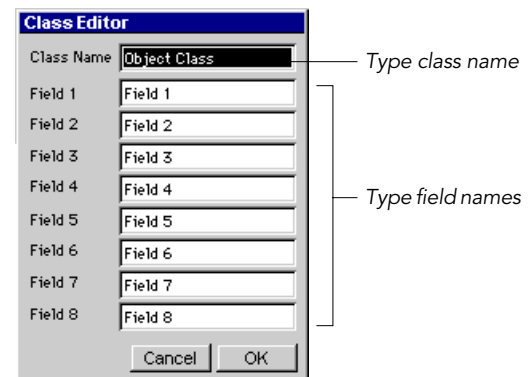 Class Editor
Class Name Object Class Type class name
Field 1 Field 1
Field 2 Field 2
Field 3 Field 3
Field 4 Field 4 Type field names
Field 5 Field 5
Field 6 Field 6
Field 7 Field 7
Field 8 Field 8
Cancel OK